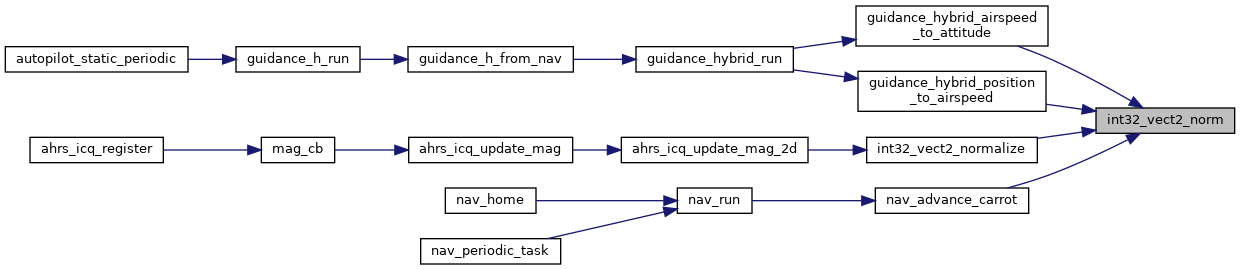 guidance_hybrid_airspeed
_to_attitude
autopilot_static_periodic
guidance_h_run
guidance_h_from_nav
guidance_hybrid_run
guidance_hybrid_position
_to_airspeed
int32_vect2_norm
ahrs_icq_register
mag_cb
ahrs_icq_update_mag
ahrs_icq_update_mag_2d
int32_vect2_normalize
nav_home
nav_run
nav_advance_carrot
nav_periodic_task